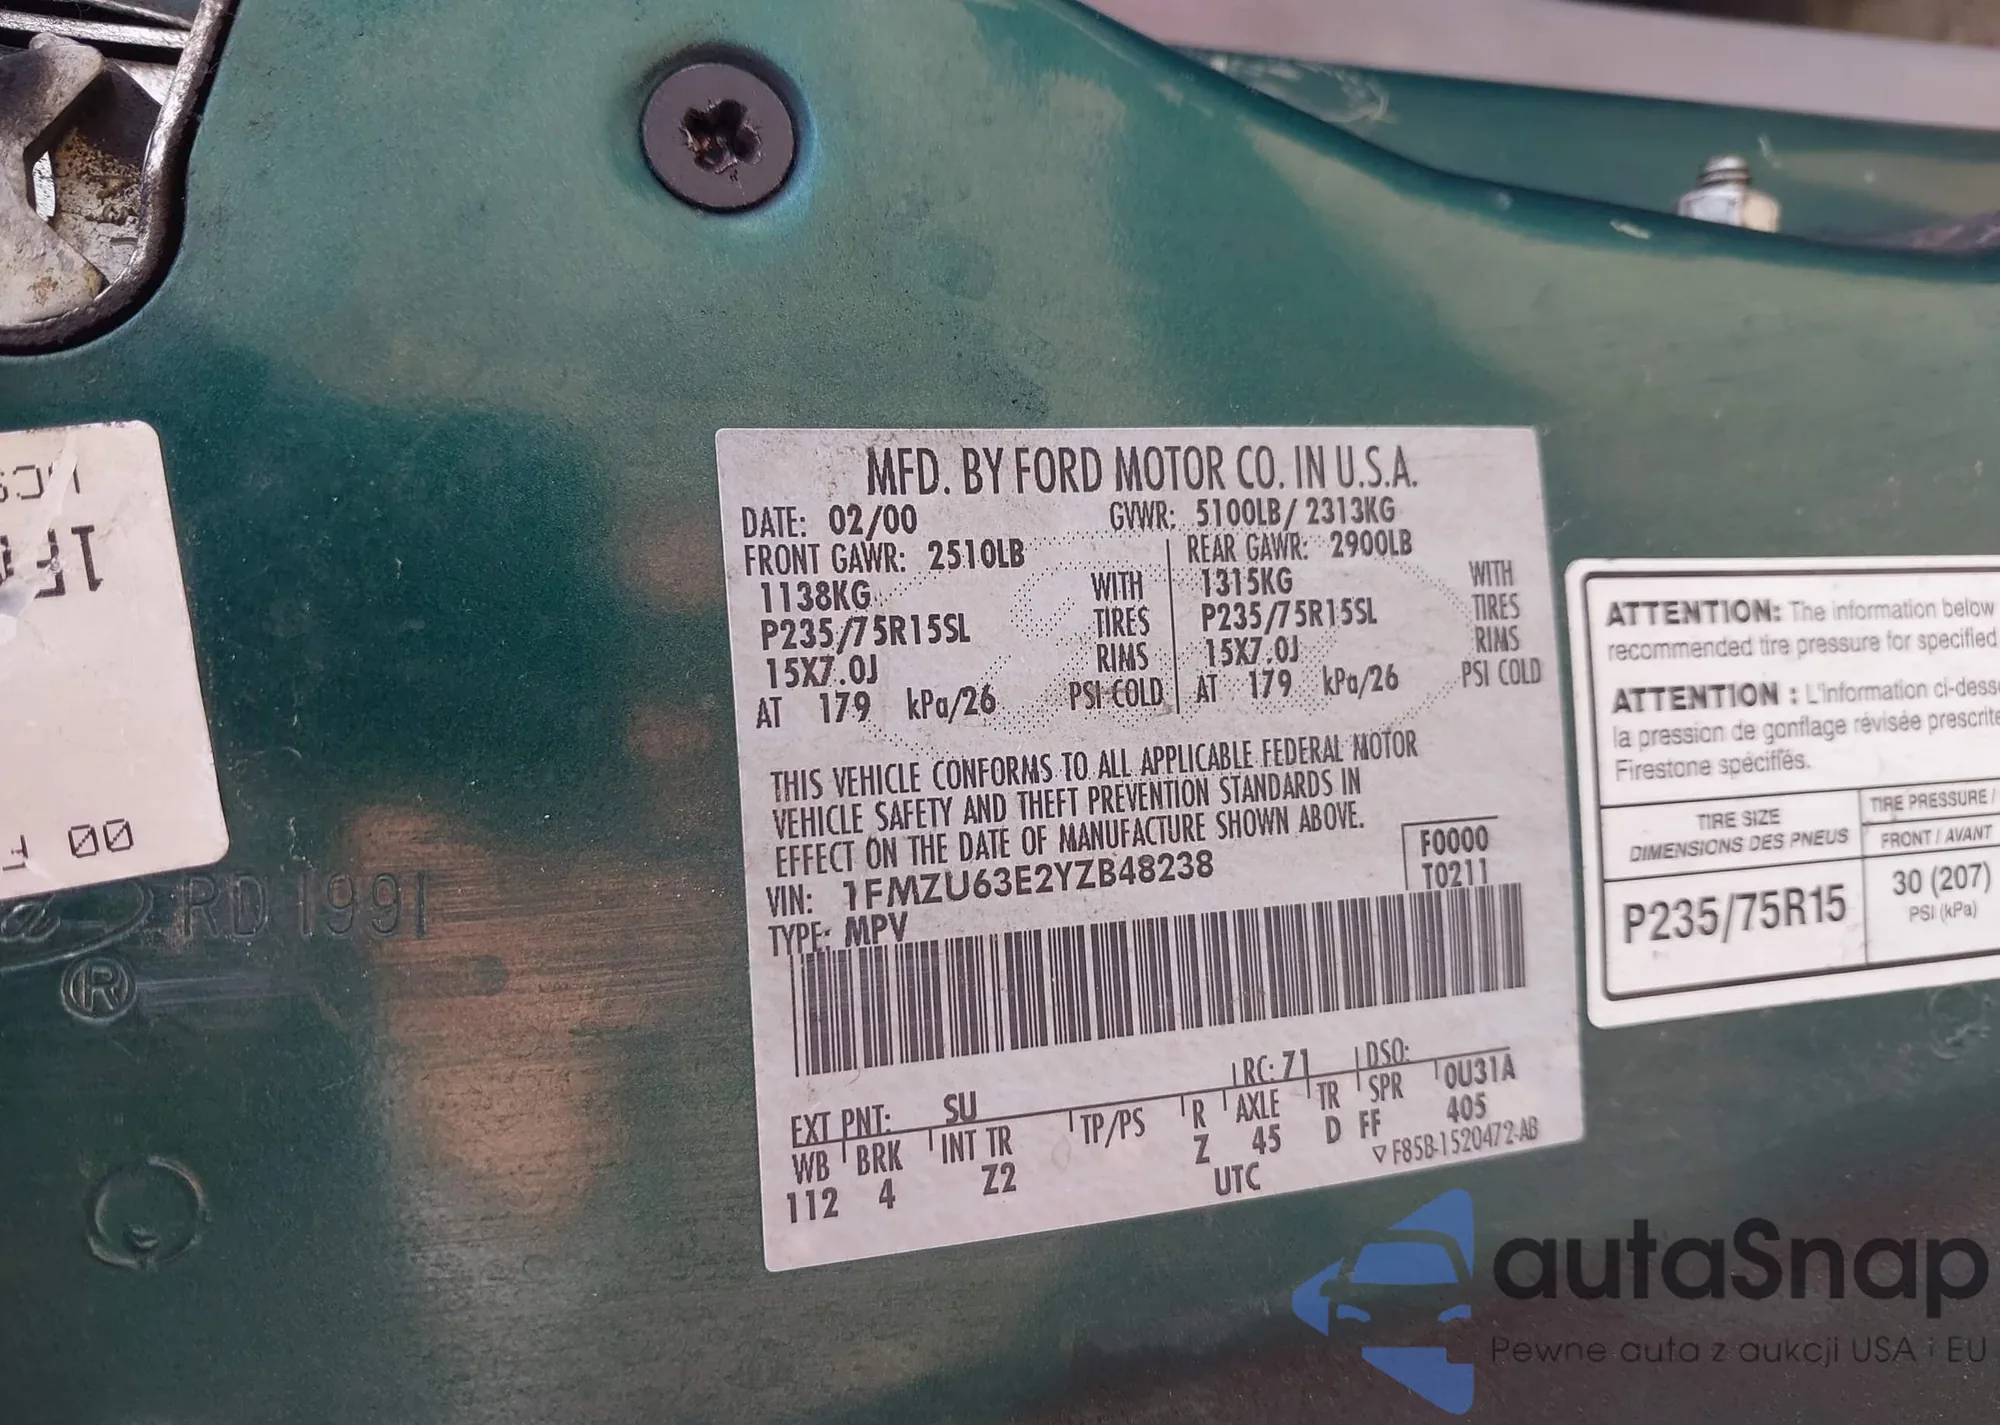 MFD. BY FORD MOTOR CO. IN U.S.A.
DATE: 02/00 GVWR: 5100LB/ 2313KG
FRONT GAWR: 2510LB REAR GAWR: 2900LB
1138KG WITH 1315KG WITH
P235/75R15SL TIRES P235/75R15SL TIRES
15X7.0J RIMS 15X7.0J RIMS
AT 179 kPa/26 PSI COLD AT 179 kPa/26 PSI COLD
THIS VEHICLE CONFORMS TO ALL APPLICABLE FEDERAL MOTOR
VEHICLE SAFETY AND THEFT PREVENTION STANDARDS IN
EFFECT ON THE DATE OF MANUFACTURE SHOWN ABOVE.
VIN: 1FMZU63E2YZB48238 F0000
TYPE: MPV T0211
EXT PNT: SU RC: 71 DSO:
WB BRK INT TR TP/PS R AXLE TR SPR 0U31A
112 4 Z2 Z 45 D FF 405
UTC ▽ F85B-1520472-AB
ATTENTION: The information below
recommended tire pressure for specified
ATTENTION : L'information ci-dess
la pression de gonflage révisée prescrite
Firestone spécifiés.
TIRE SIZE TIRE PRESSURE /
DIMENSIONS DES PNEUS FRONT / AVANT
P235/75R15 30 (207)
PSI (kPa)
00
RD 1991
®
autaSnap
Pewne auta z aukcji USA i EU